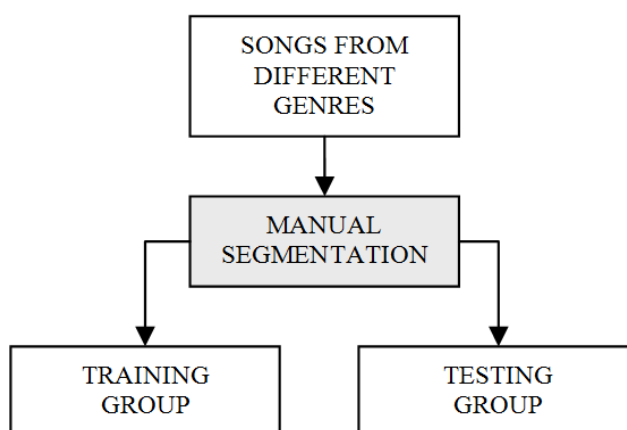 SONGS FROM
DIFFERENT
GENRES
MANUAL
SEGMENTATION
TRAINING
GROUP
TESTING
GROUP